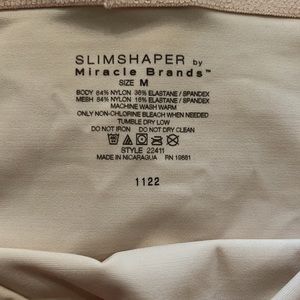 SLIMSHAPER by
Miracle Brands™
SIZE M
BODY 64% NYLON 36% ELASTANE / SPANDEX
MESH 84% NYLON 16% ELASTANE / SPANDEX
MACHINE WASH WARM
ONLY NON-CHLORINE BLEACH WHEN NEEDED
TUMBLE DRY LOW
DO NOT IRON DO NOT DRY CLEAN
STYLE 22411
MADE IN NICARAGUA RN 19881
1122